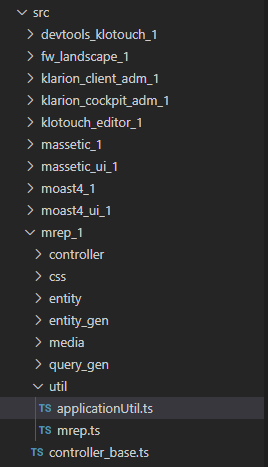 src
devtools_klotouch_1
fw_landscape_1
klarion_client_adm_1
klarion_cockpit_adm_1
klotouch_editor_1
massetic_1
massetic_ui_1
moast4_1
moast4_ui_1
mrep_1
controller
css
entity
entity_gen
media
query_gen
util
TS applicationUtil.ts
TS mrep.ts
TS controller_base.ts